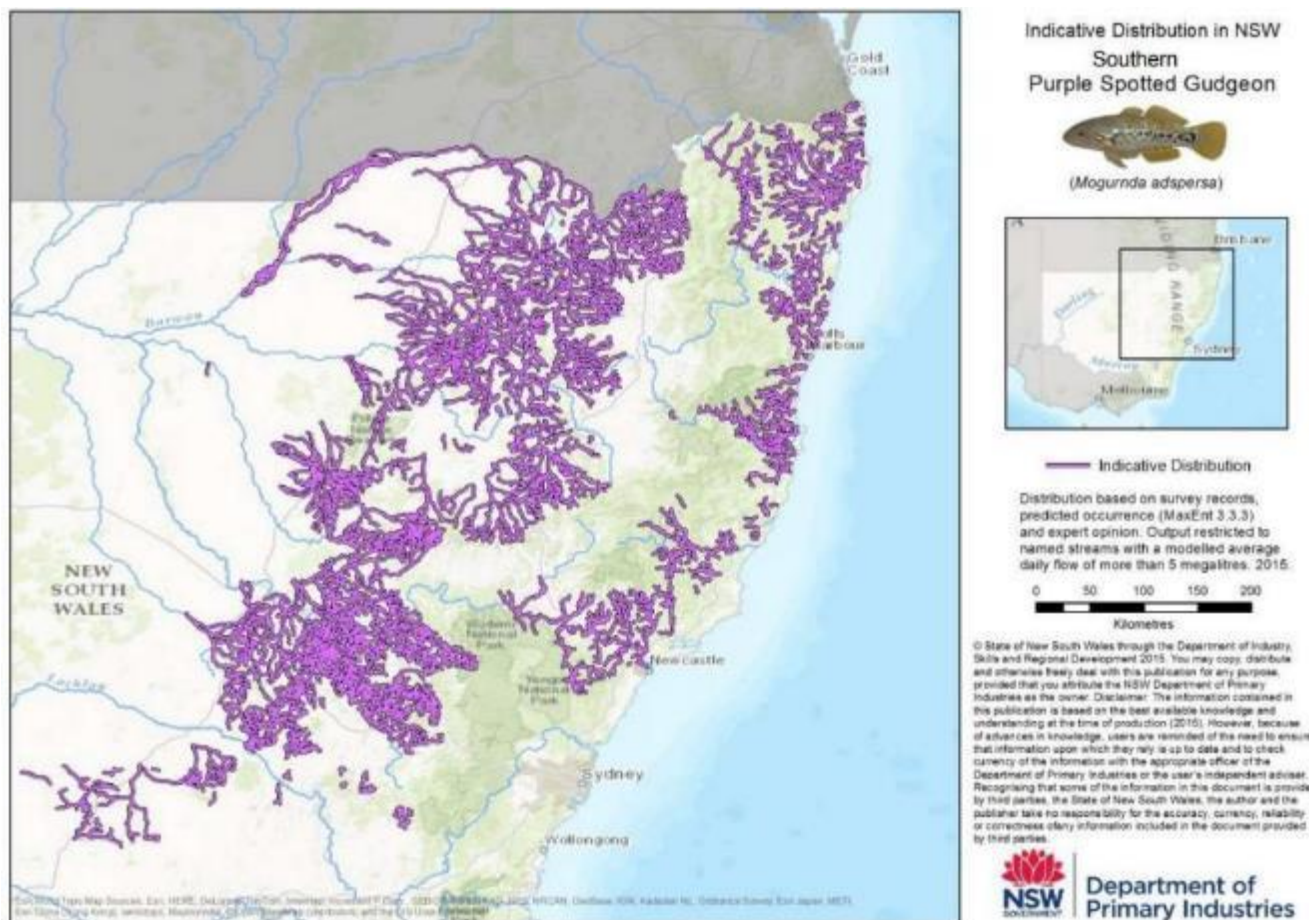 Gold
Coast
Barwon
NEW
SOUTH
WALES
National
Park
National
Park
Newcastle
Lachlan
Sydney
Wollongong
Indicative Distribution in NSW
Southern
Purple Spotted Gudgeon
(Mogurnda adspersa)
Brisbane
RANGE
Darling
Sydney
Melbourne
Indicative Distribution
Distribution based on survey records,
predicted occurrence (MaxEnt 3.3.3)
and expert opinion. Output restricted to
named streams with a modelled average
daily flow of more than 5 megalitres. 2015.
0 50 100 150 200
Kilometres
© State of New South Wales through the Department of Industry,
Skills and Regional Development 2015. You may copy, distribute
and otherwise freely deal with this publication for any purpose,
provided that you attribute the NSW Department of Primary
Industries as the owner. Disclaimer: The information contained in
this publication is based on the best available knowledge and
understanding at the time of production (2015). However, because
of advances in knowledge, users are reminded of the need to ensure
that information upon which they rely is up to date and to check
currency of the information with the appropriate officer of the
Department of Primary Industries or the user's independent adviser.
Recognising that some of the information in this document is provide
by third parties, the State of New South Wales, the author and the
publisher take no responsibility for the accuracy, currency, reliability
or correctness of any information included in the document provided
by third parties.
NSW
GOVERNMENT
Department of
Primary Industries